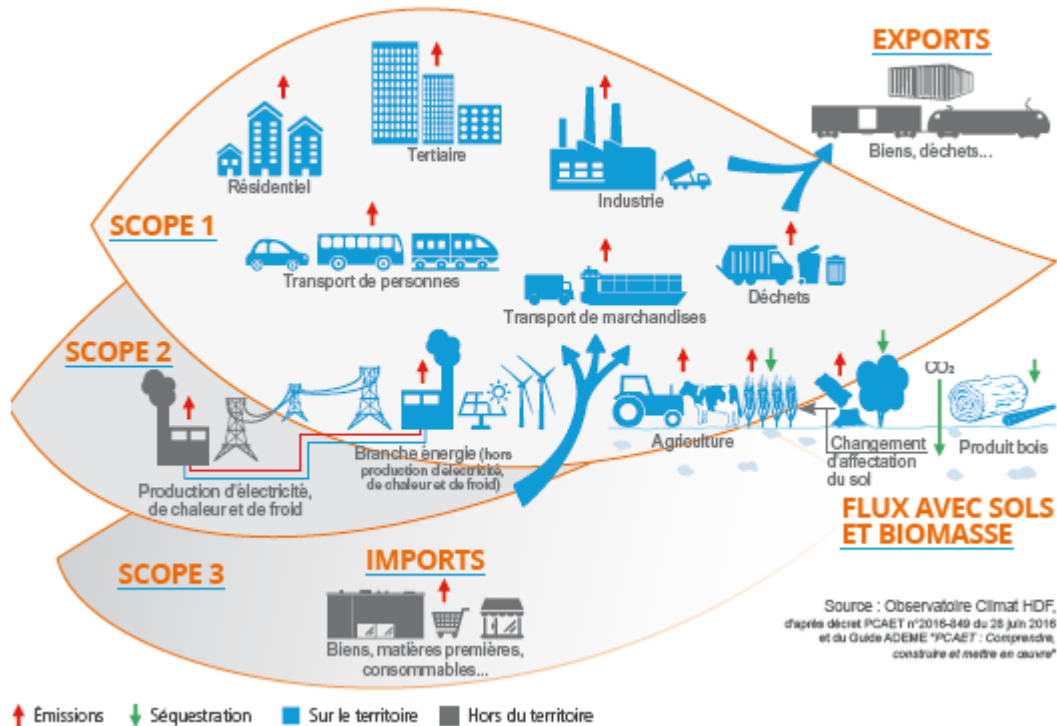 EXPORTS
Biens, déchets...
Tertiaire
Résidentiel
Industrie
SCOPE 1
Transport de personnes
Déchets
Transport de marchandises
SCOPE 2
CO₂
Agriculture
Changement
d'affectation
du sol
Produit bois
Branche énergie (hors
production d'électricité,
de chaleur et de froid)
Production d'électricité,
de chaleur et de froid
FLUX AVEC SOLS
ET BIOMASSE
SCOPE 3
IMPORTS
Biens, matières premières,
consommables...
Source : Observatoire Climat HDF,
d'après décret PCAET n°2016-849 du 28 juin 2016
et du Guide ADEME "PCAET : Comprendre,
construire et mettre en œuvre"
Émissions
Séquestration
Sur le territoire
Hors du territoire